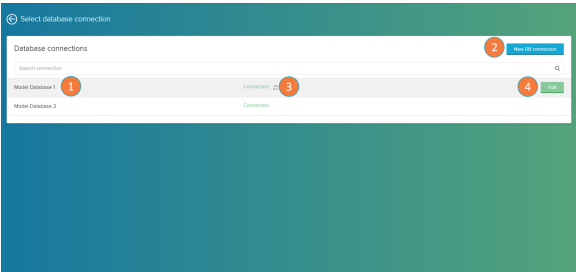 Select database connection
Database connections
2
New DB connection
Search connection
Model Database 1
1
Connected
3
4
Edit
Model Database 2
Connected